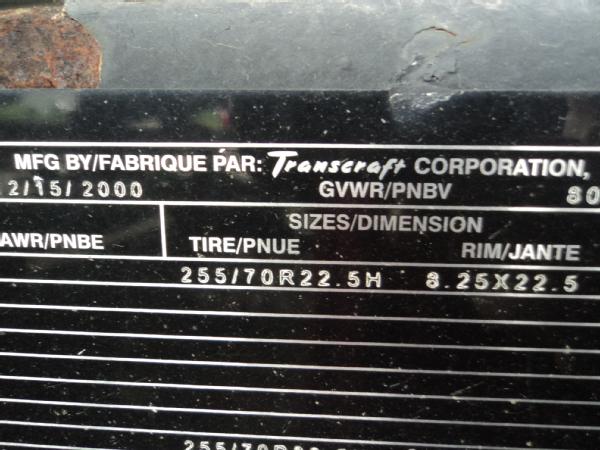 MFG BY/FABRIQUE PAR: Transcraft CORPORATION,
2/15/2000 GVWR/PNBV 80
SIZES/DIMENSION
AWR/PNBE TIRE/PNUE RIM/JANTE
255/70R22.5H 8.25X22.5